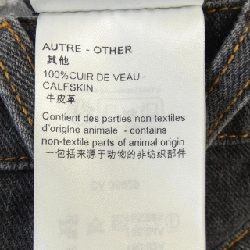 AUTRE - OTHER
其他
100%CUIR DE VEAU
CALFSKIN
牛皮革
Contient des parties non textiles
d'origine animale - contains
non-textile parts of animal origin
一包括来源于动物的非纺织部件